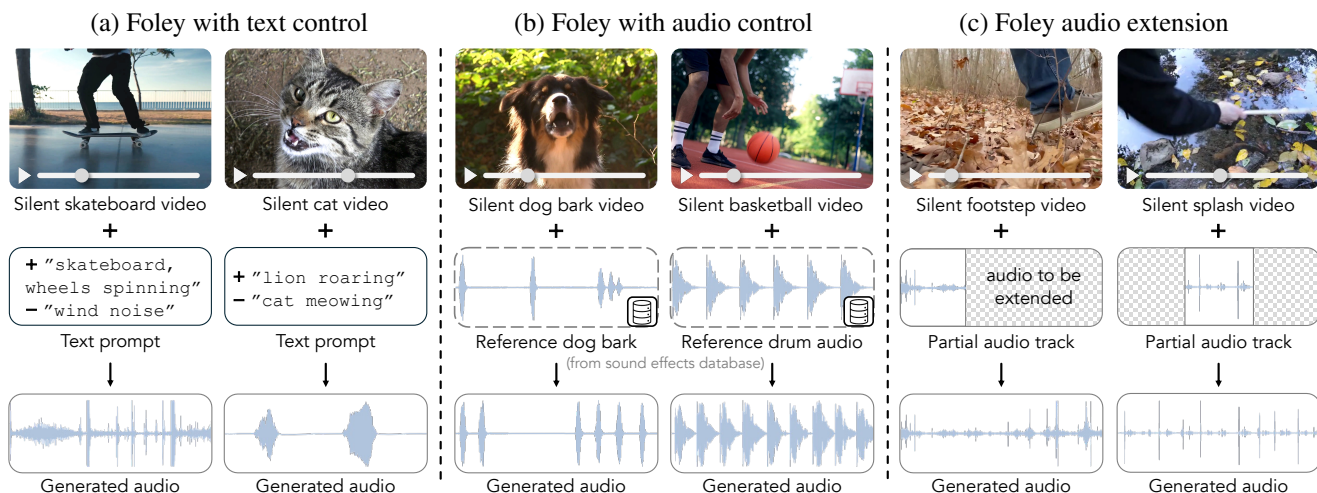 (a) Foley with text control
(b) Foley with audio control
(c) Foley audio extension
Silent skateboard video
Silent cat video
Silent dog bark video
Silent basketball video
Silent footstep video
Silent splash video
+
+
+
+
+
+
+ "skateboard,
wheels spinning"
− "wind noise"
+ "lion roaring"
− "cat meowing"
audio to be
extended
Text prompt
Text prompt
Reference dog bark
Reference drum audio
(from sound effects database)
Partial audio track
Partial audio track
Generated audio
Generated audio
Generated audio
Generated audio
Generated audio
Generated audio